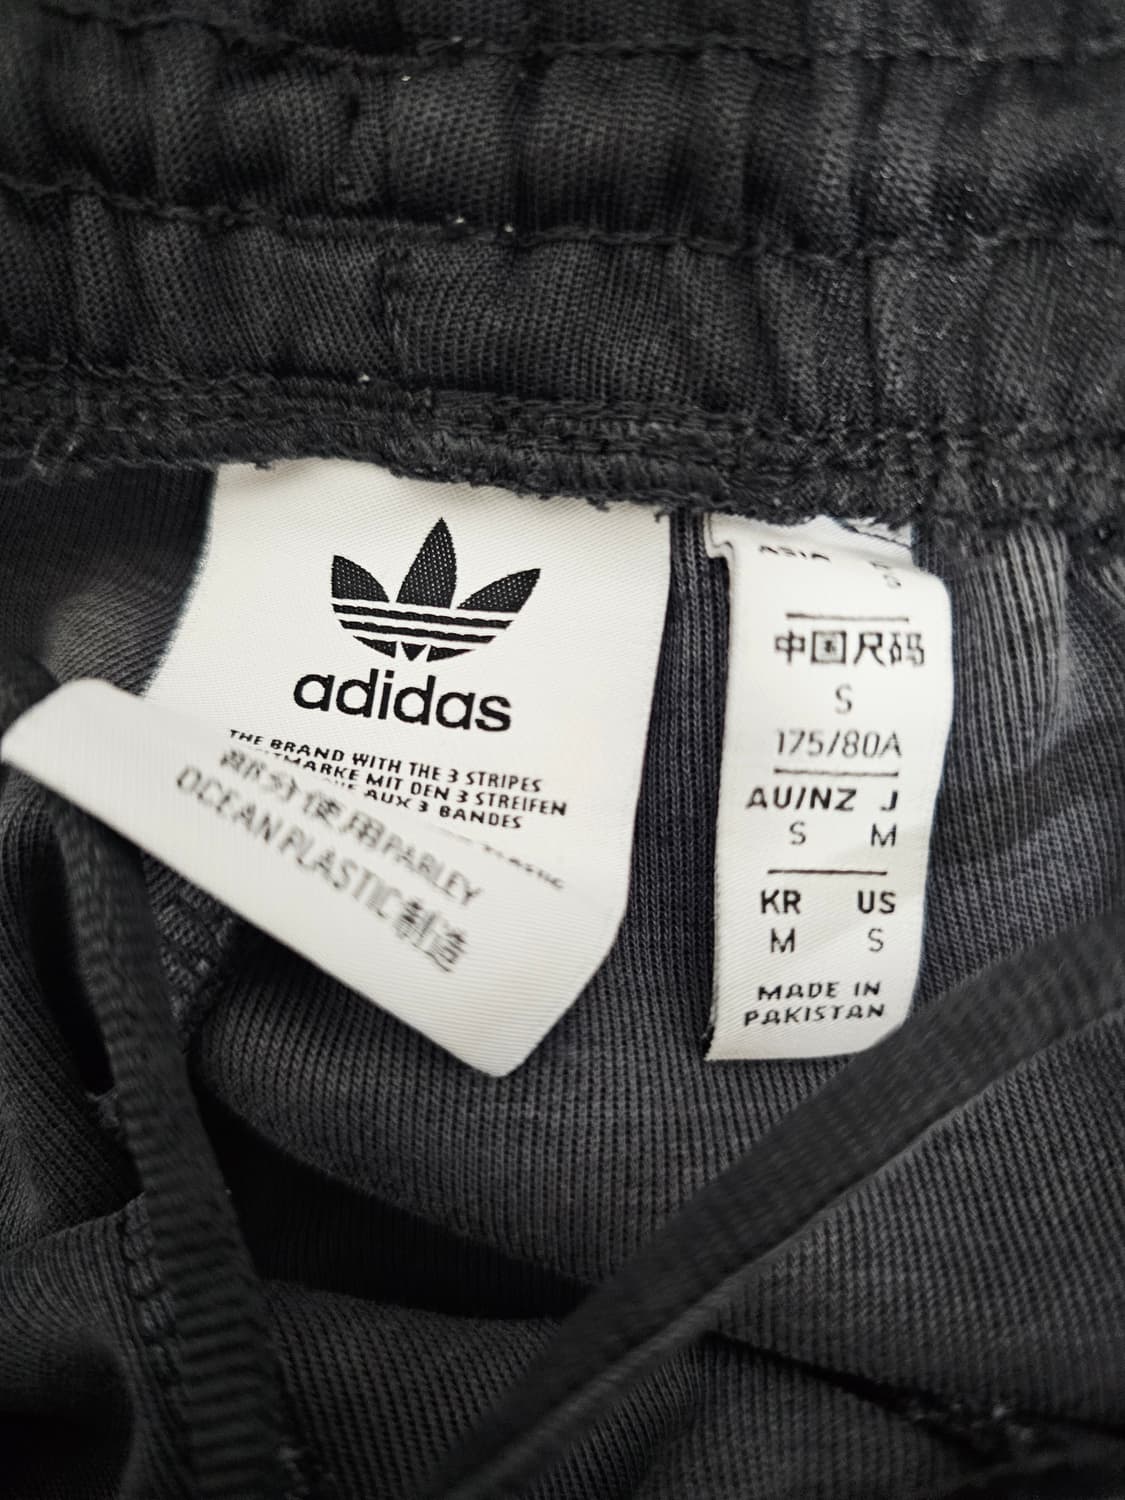 adidas
THE BRAND WITH THE 3 STRIPES
MARKE MIT DEN 3 STREIFEN
AUX 3 BANDES
部分使用PARLEY
OCEAN PLASTIC制造
ASIA
中国尺码
S
175/80A
AU/NZ J
S M
KR US
M S
MADE IN
PAKISTAN